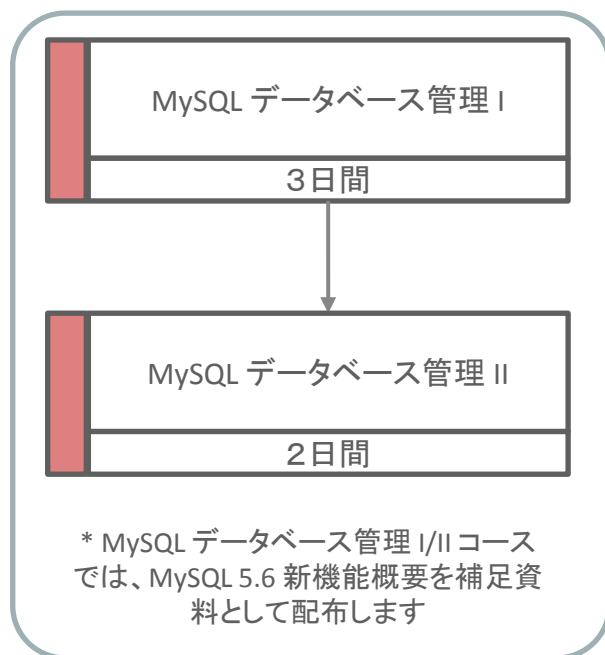 MySQL データベース管理 I
３日間
MySQL データベース管理 II
２日間
* MySQL データベース管理 I/II コース
では、MySQL 5.6 新機能概要を補足資
料として配布します